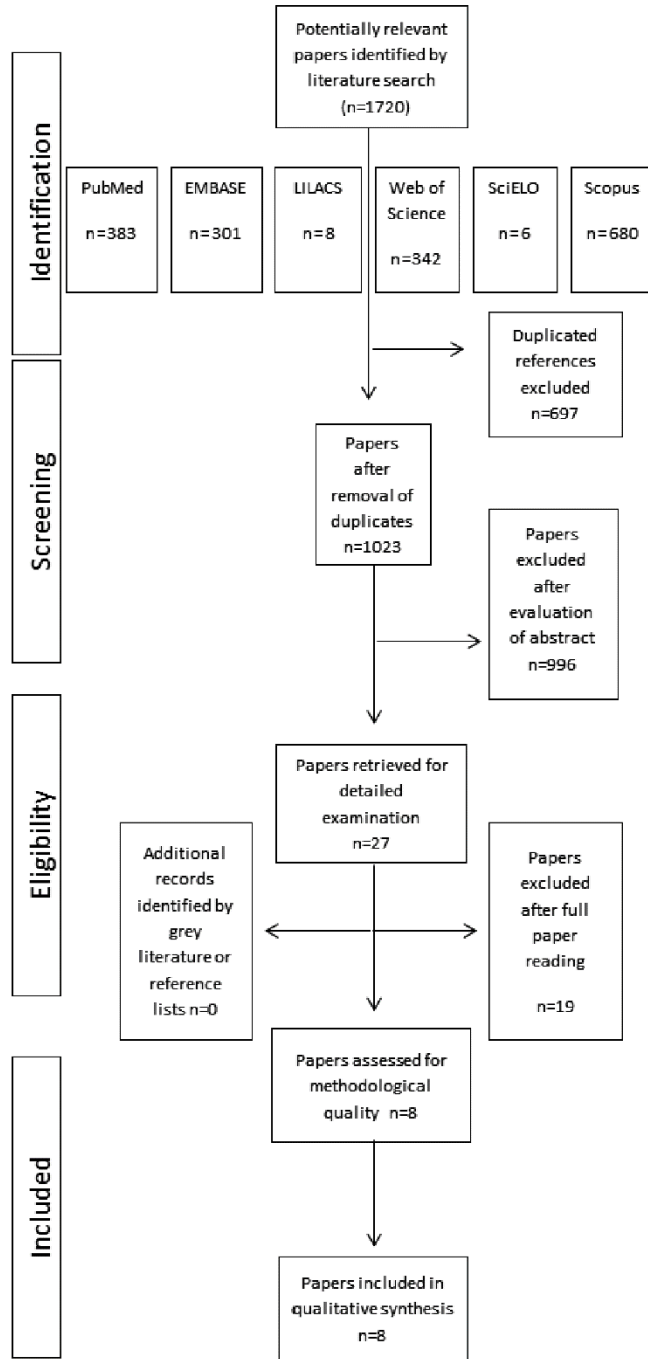 Potentially relevant
papers identified by
literature search
(n=1720)
Identification
PubMed
n=383
EMBASE
n=301
LILACS
n=8
Web of
Science
n=342
SciELO
n=6
Scopus
n=680
Duplicated
references
excluded
n=697
Screening
Papers
after
removal of
duplicates
n=1023
Papers
excluded
after
evaluation
of abstract
n=996
Eligibility
Papers retrieved for
detailed
examination
n=27
Additional
records
identified by
grey
literature or
reference
lists n=0
Papers
excluded
after full
paper
reading
n=19
Papers assessed for
methodological
quality n=8
Included
Papers included in
qualitative synthesis
n=8